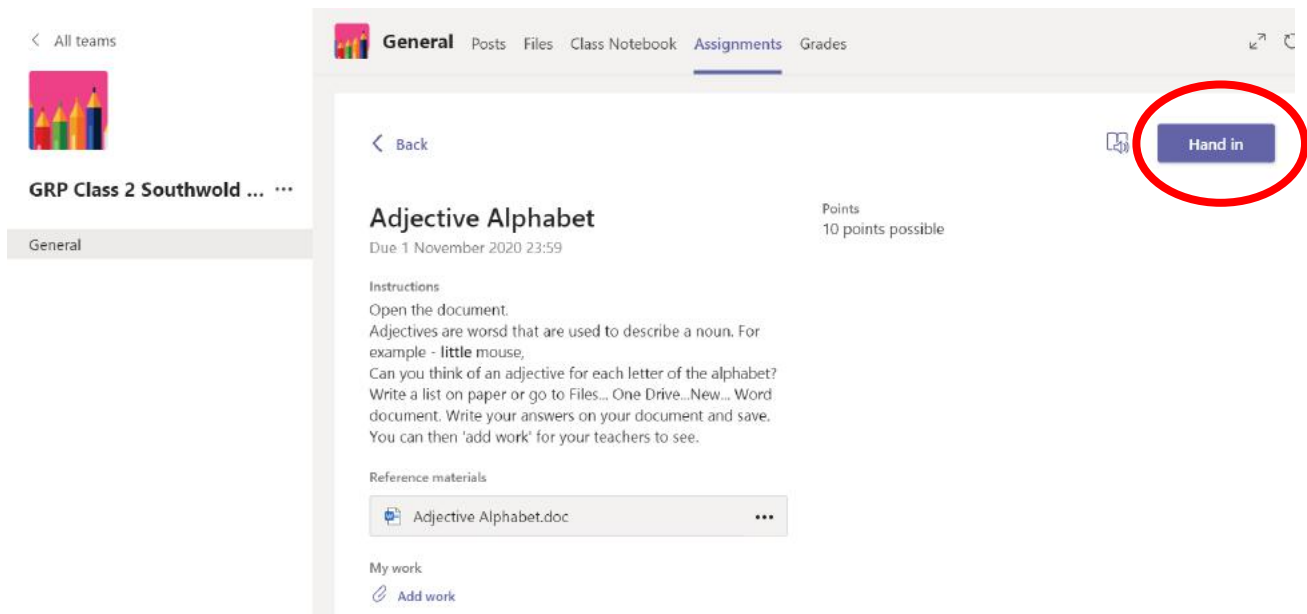 All teams
GRP Class 2 Southwold ... ...
General
General Posts Files Class Notebook Assignments Grades
Back
Hand in
Adjective Alphabet
Due 1 November 2020 23:59
Points
10 points possible
Instructions
Open the document.
Adjectives are worsd that are used to describe a noun. For
example - little mouse,
Can you think of an adjective for each letter of the alphabet?
Write a list on paper or go to Files... One Drive...New... Word
document. Write your answers on your document and save.
You can then 'add work' for your teachers to see.
Reference materials
Adjective Alphabet.doc ...
My work
Add work